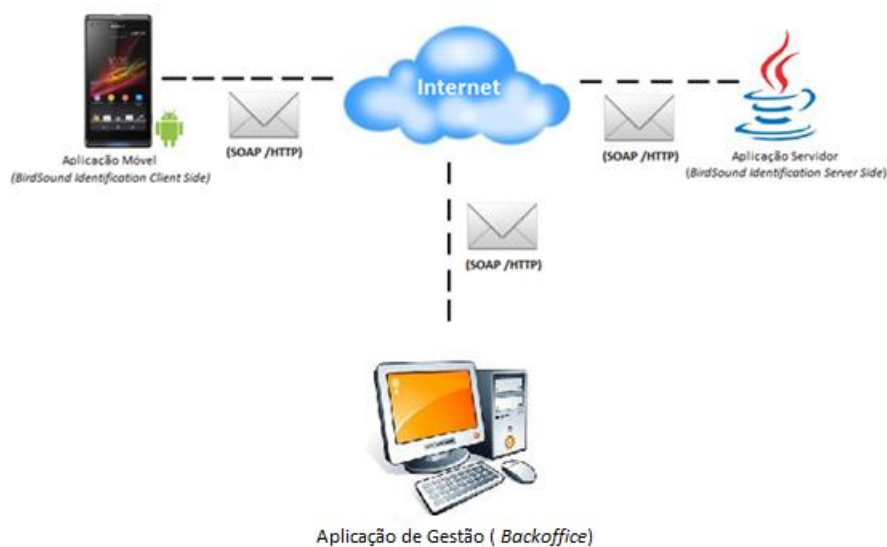 Internet
(SOAP /HTTP)
(SOAP /HTTP)
Aplicação Móvel
(BirdSound Identification Client Side)
Aplicação Servidor
(BirdSound Identification Server Side)
(SOAP /HTTP)
Aplicação de Gestão ( Backoffice)